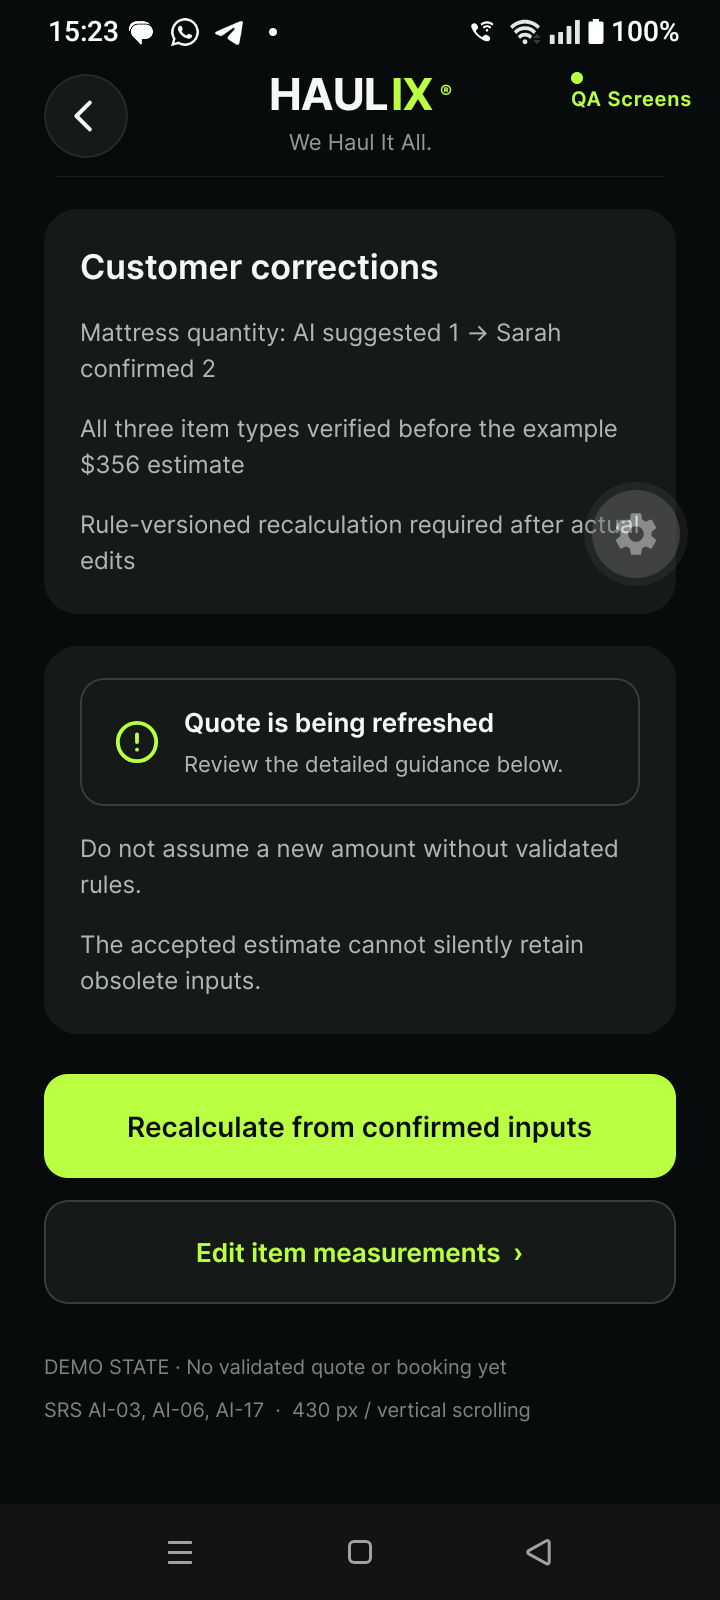 15:23
100%
HAULIX ®
QA Screens
We Haul It All.
Customer corrections
Mattress quantity: AI suggested 1 → Sarah
confirmed 2
All three item types verified before the example
$356 estimate
Rule-versioned recalculation required after actual
edits
Quote is being refreshed
Review the detailed guidance below.
Do not assume a new amount without validated
rules.
The accepted estimate cannot silently retain
obsolete inputs.
Recalculate from confirmed inputs
Edit item measurements ›
DEMO STATE · No validated quote or booking yet
SRS AI-03, AI-06, AI-17 · 430 px / vertical scrolling